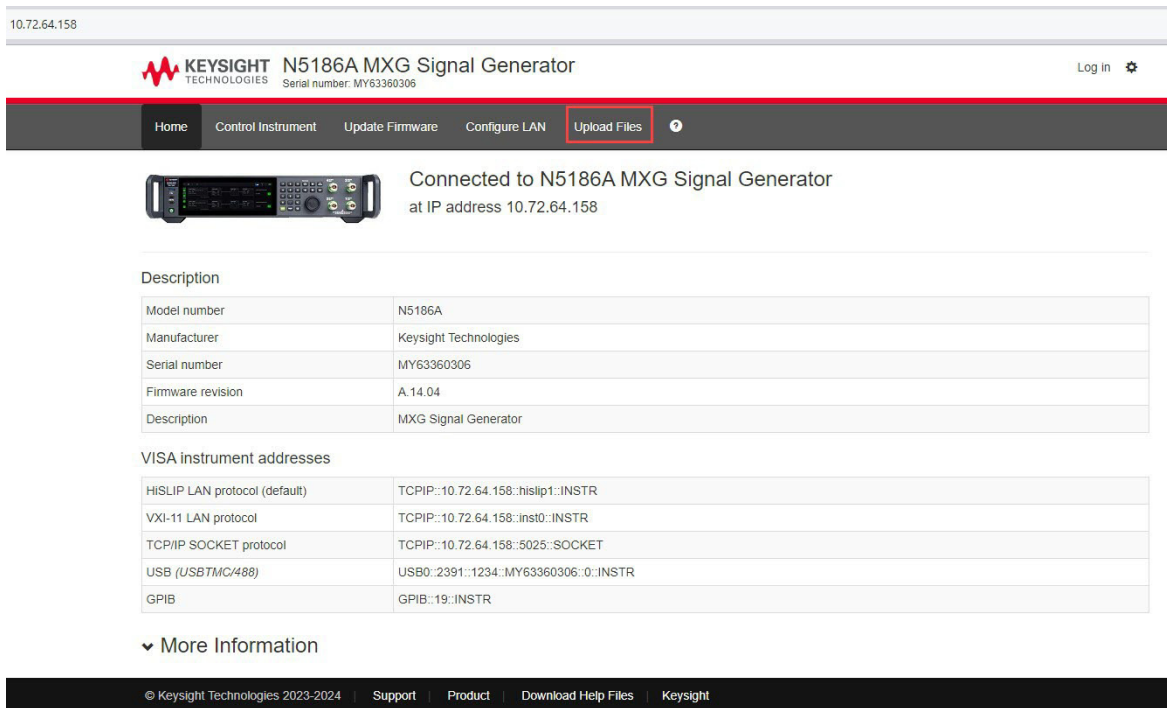 10.72.64.158
KEYSIGHT TECHNOLOGIES
N5186A MXG Signal Generator
Serial number: MY63360306
Log in
Home Control Instrument Update Firmware Configure LAN Upload Files ?
Connected to N5186A MXG Signal Generator
at IP address 10.72.64.158
Description
Model number N5186A
Manufacturer Keysight Technologies
Serial number MY63360306
Firmware revision A.14.04
Description MXG Signal Generator
VISA instrument addresses
HiSLIP LAN protocol (default) TCPIP::10.72.64.158::hislip1::INSTR
VXI-11 LAN protocol TCPIP::10.72.64.158::inst0::INSTR
TCP/IP SOCKET protocol TCPIP::10.72.64.158::5025::SOCKET
USB (USBTMC/488) USB0::2391::1234::MY63360306::0::INSTR
GPIB GPIB::19::INSTR
More Information
© Keysight Technologies 2023-2024 | Support | Product | Download Help Files | Keysight